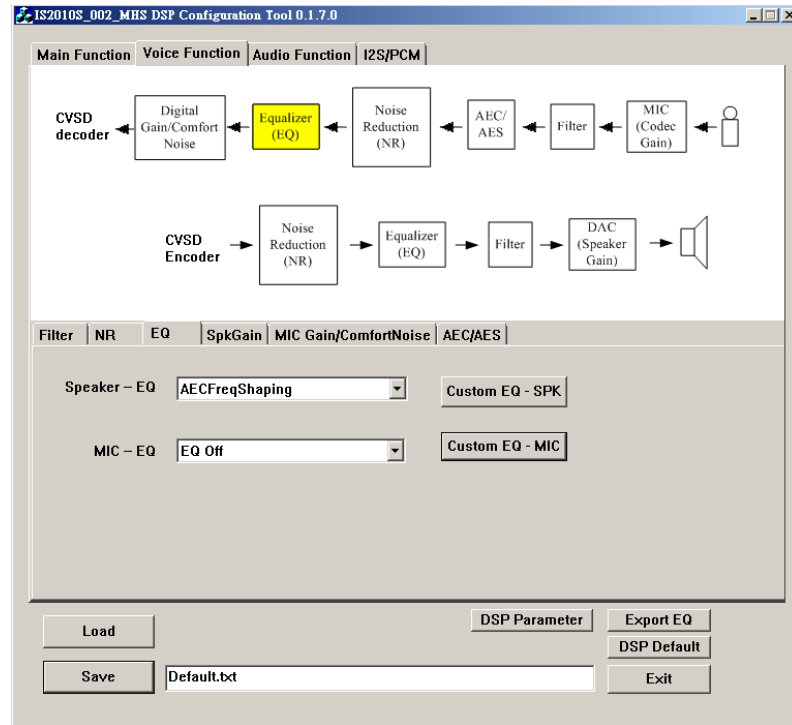 IS2010S_002_MHS DSP Configuration Tool 0.1.7.0
Main Function Voice Function Audio Function I2S/PCM
CVSD
decoder
Digital
Gain/Comfort
Noise
Equalizer
(EQ)
Noise
Reduction
(NR)
AEC/
AES
Filter
MIC
(Codec
Gain)
CVSD
Encoder
Noise
Reduction
(NR)
Equalizer
(EQ)
Filter
DAC
(Speaker
Gain)
Filter NR EQ SpkGain MIC Gain/ComfortNoise AEC/AES
Speaker – EQ AECFreqShaping Custom EQ - SPK
MIC – EQ EQ Off Custom EQ - MIC
Load DSP Parameter Export EQ
DSP Default
Save Default.txt Exit